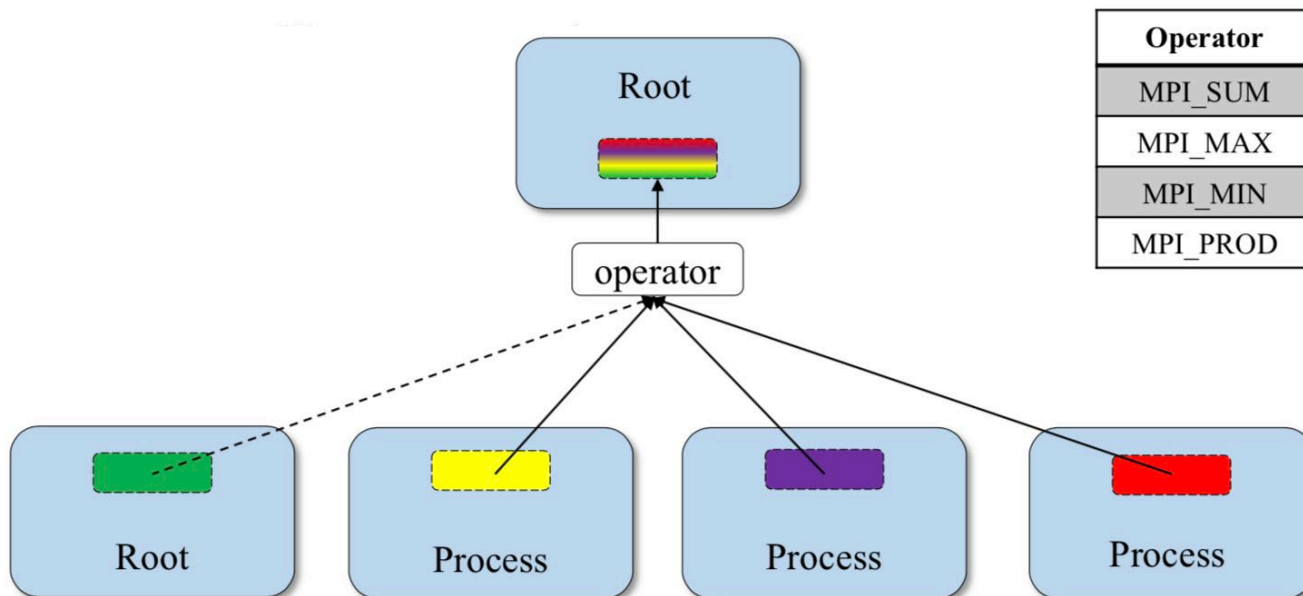 Root
operator
Root
Process
Process
Process
Operator
MPI_SUM
MPI_MAX
MPI_MIN
MPI_PROD